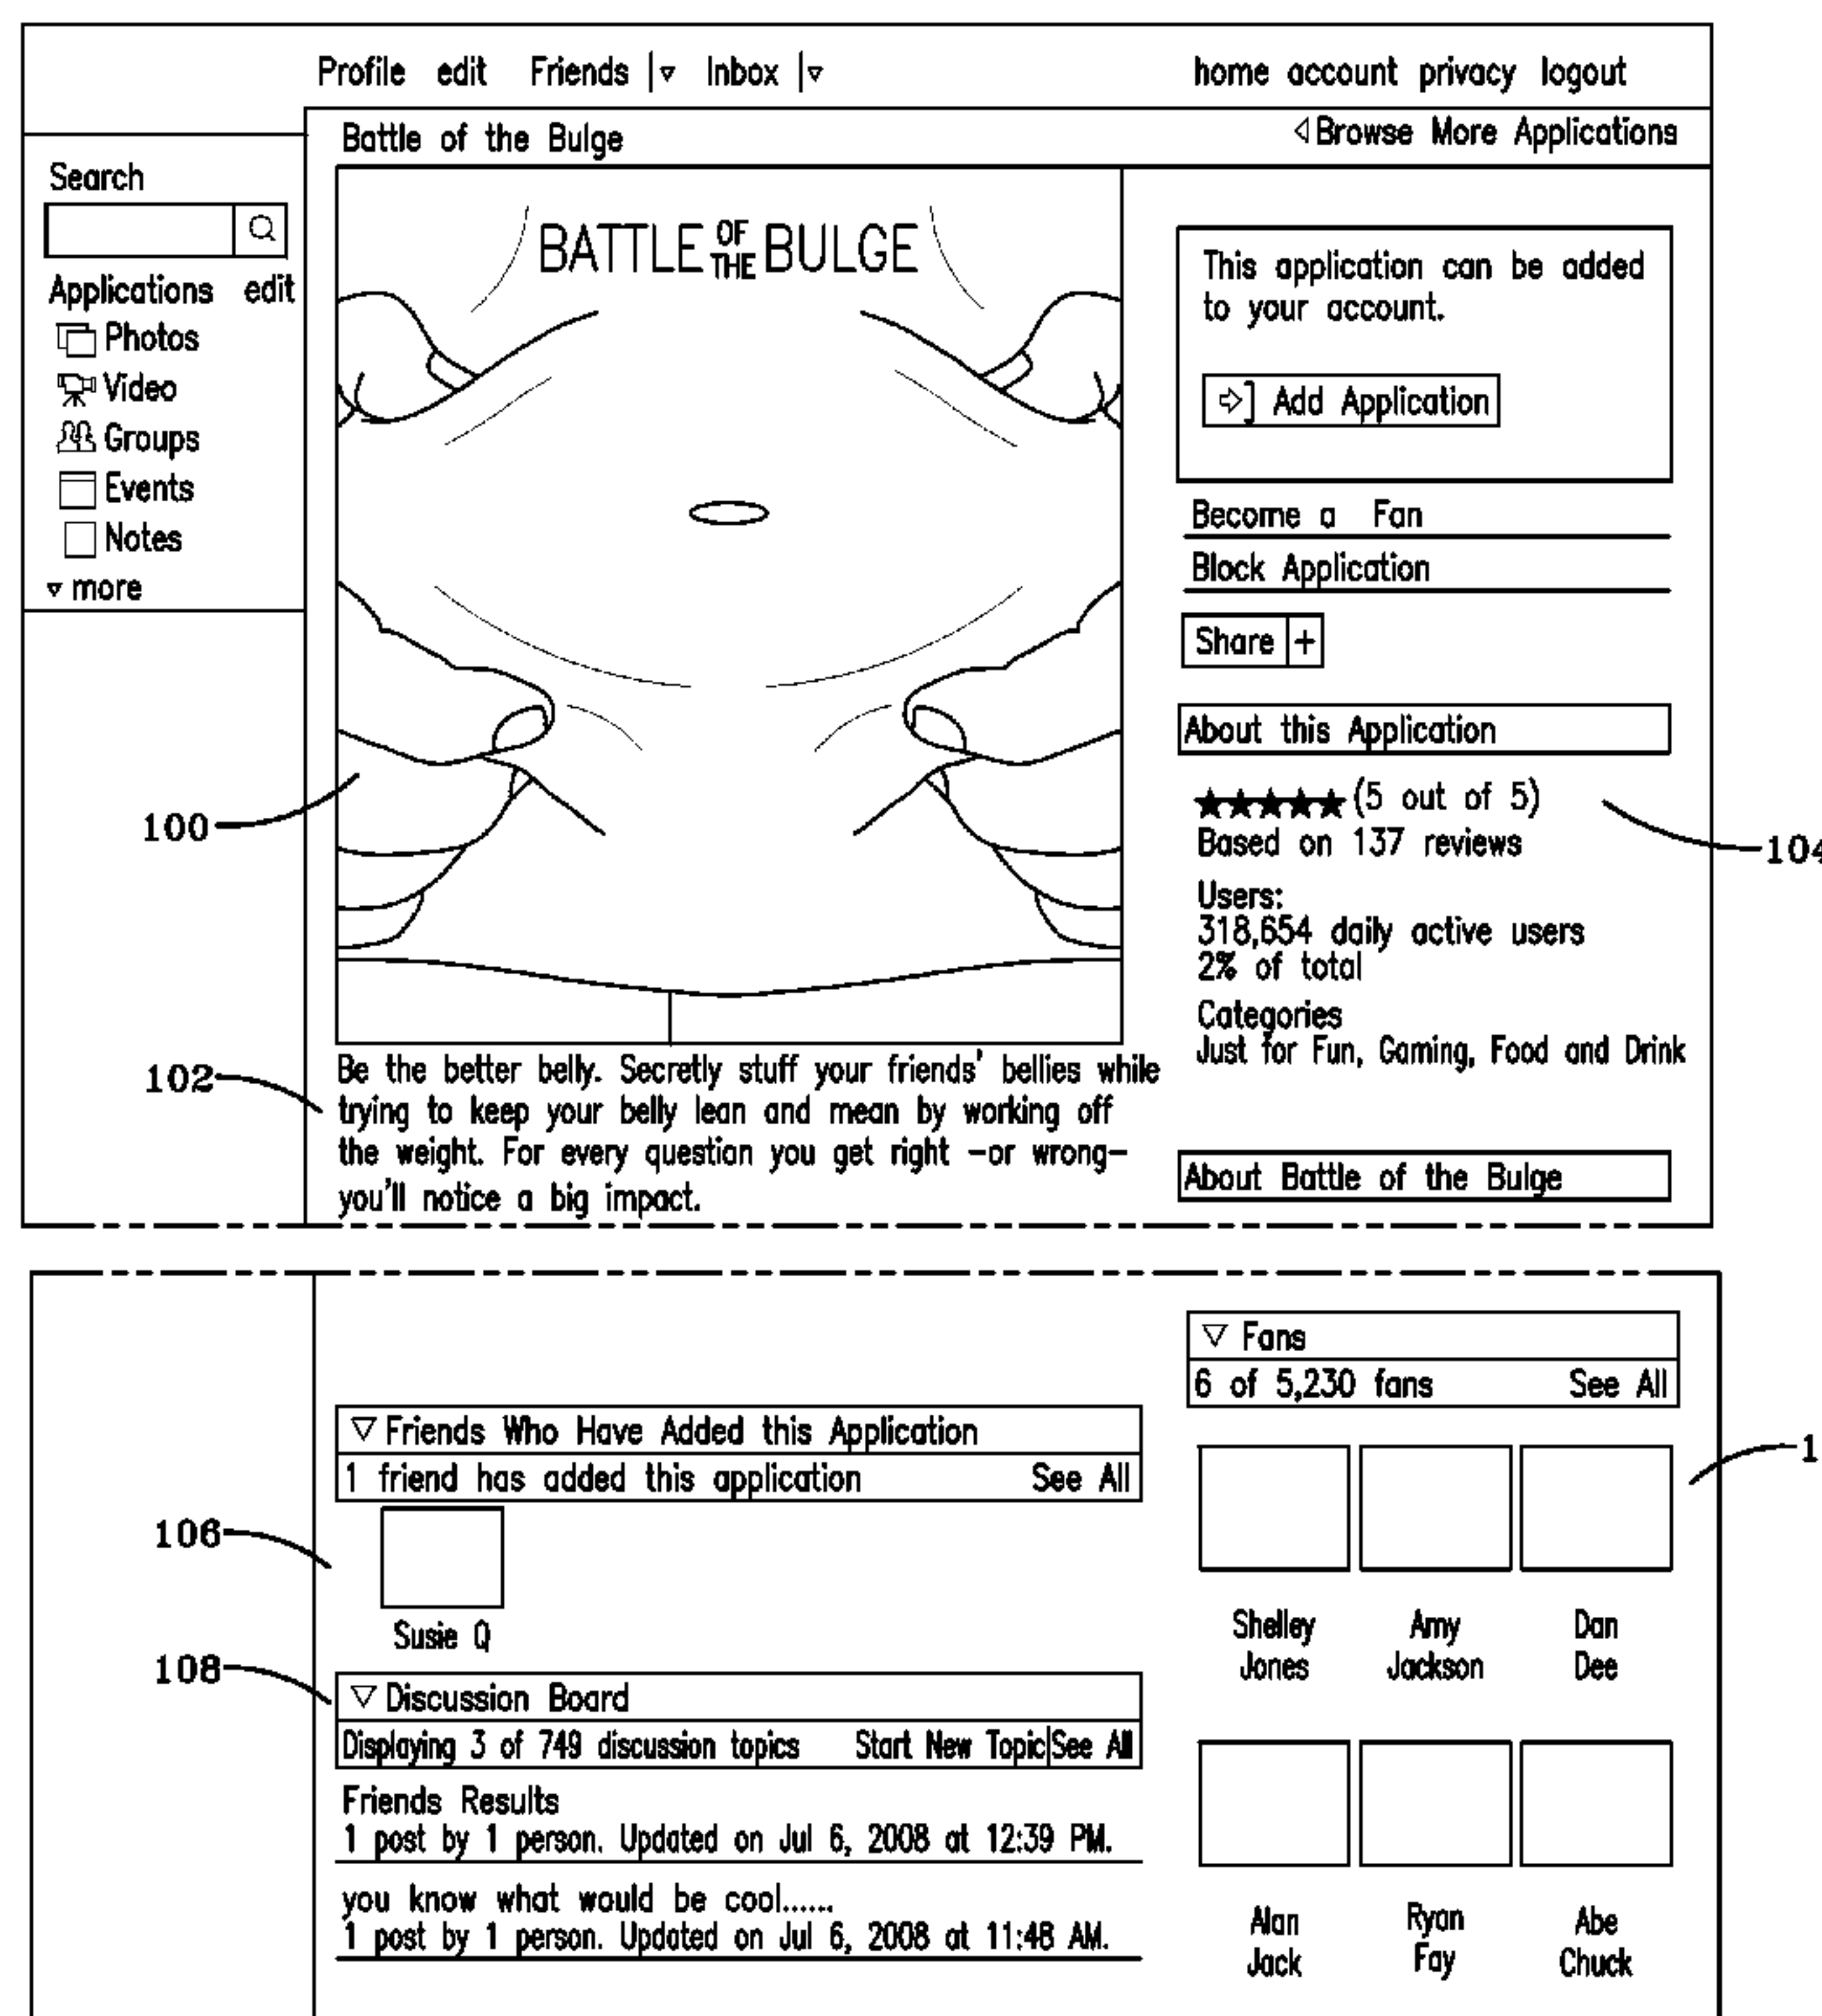 Profile edit Friends Inbox home account privacy logout
Battle of the Bulge
Browse More Applications
Search
Applications edit
Photos
Video
Groups
Events
Notes
more
BATTLE OF THE BULGE
This application can be added
to your account.
Add Application
Become a Fan
Block Application
Share +
About this Application
★★★★★ (5 out of 5)
Based on 137 reviews
Users:
318,654 daily active users
2% of total
Categories
Just for Fun, Gaming, Food and Drink
About Battle of the Bulge
100
104
102
Be the better belly. Secretly stuff your friends' bellies while
trying to keep your belly lean and mean by working off
the weight. For every question you get right -or wrong-
you'll notice a big impact.
Fans
6 of 5,230 fans See All
Friends Who Have Added this Application
1 friend has added this application See All
106
Susie Q
108
Discussion Board
Displaying 3 of 749 discussion topics Start New Topic|See All
Friends Results
1 post by 1 person. Updated on Jul 6, 2008 at 12:39 PM.
you know what would be cool......
1 post by 1 person. Updated on Jul 6, 2008 at 11:48 AM.
1
Shelley Jones
Amy Jackson
Dan Dee
Alan Jack
Ryan Fay
Abe Chuck